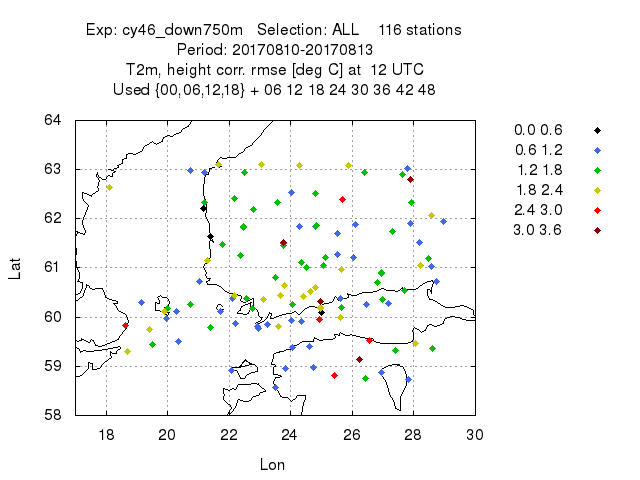 Exp: cy46_down750m Selection: ALL 116 stations
Period: 20170810-20170813
T2m, height corr. rmse [deg C] at 12 UTC
Used {00,06,12,18} + 06 12 18 24 30 36 42 48
64
63
62
61
60
59
58
Lat
18 20 22 24 26 28 30
Lon
0.0 0.6
0.6 1.2
1.2 1.8
1.8 2.4
2.4 3.0
3.0 3.6